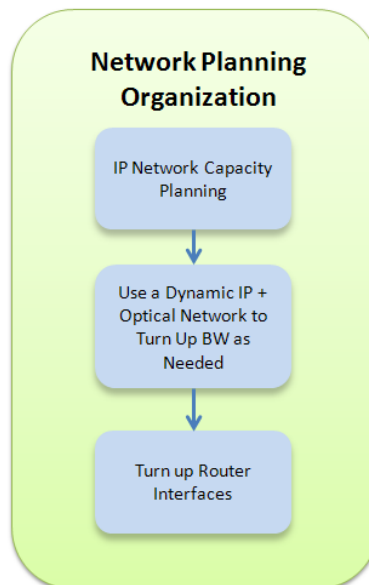 Network Planning
Organization
IP Network Capacity
Planning
Use a Dynamic IP +
Optical Network to
Turn Up BW as
Needed
Turn up Router
Interfaces